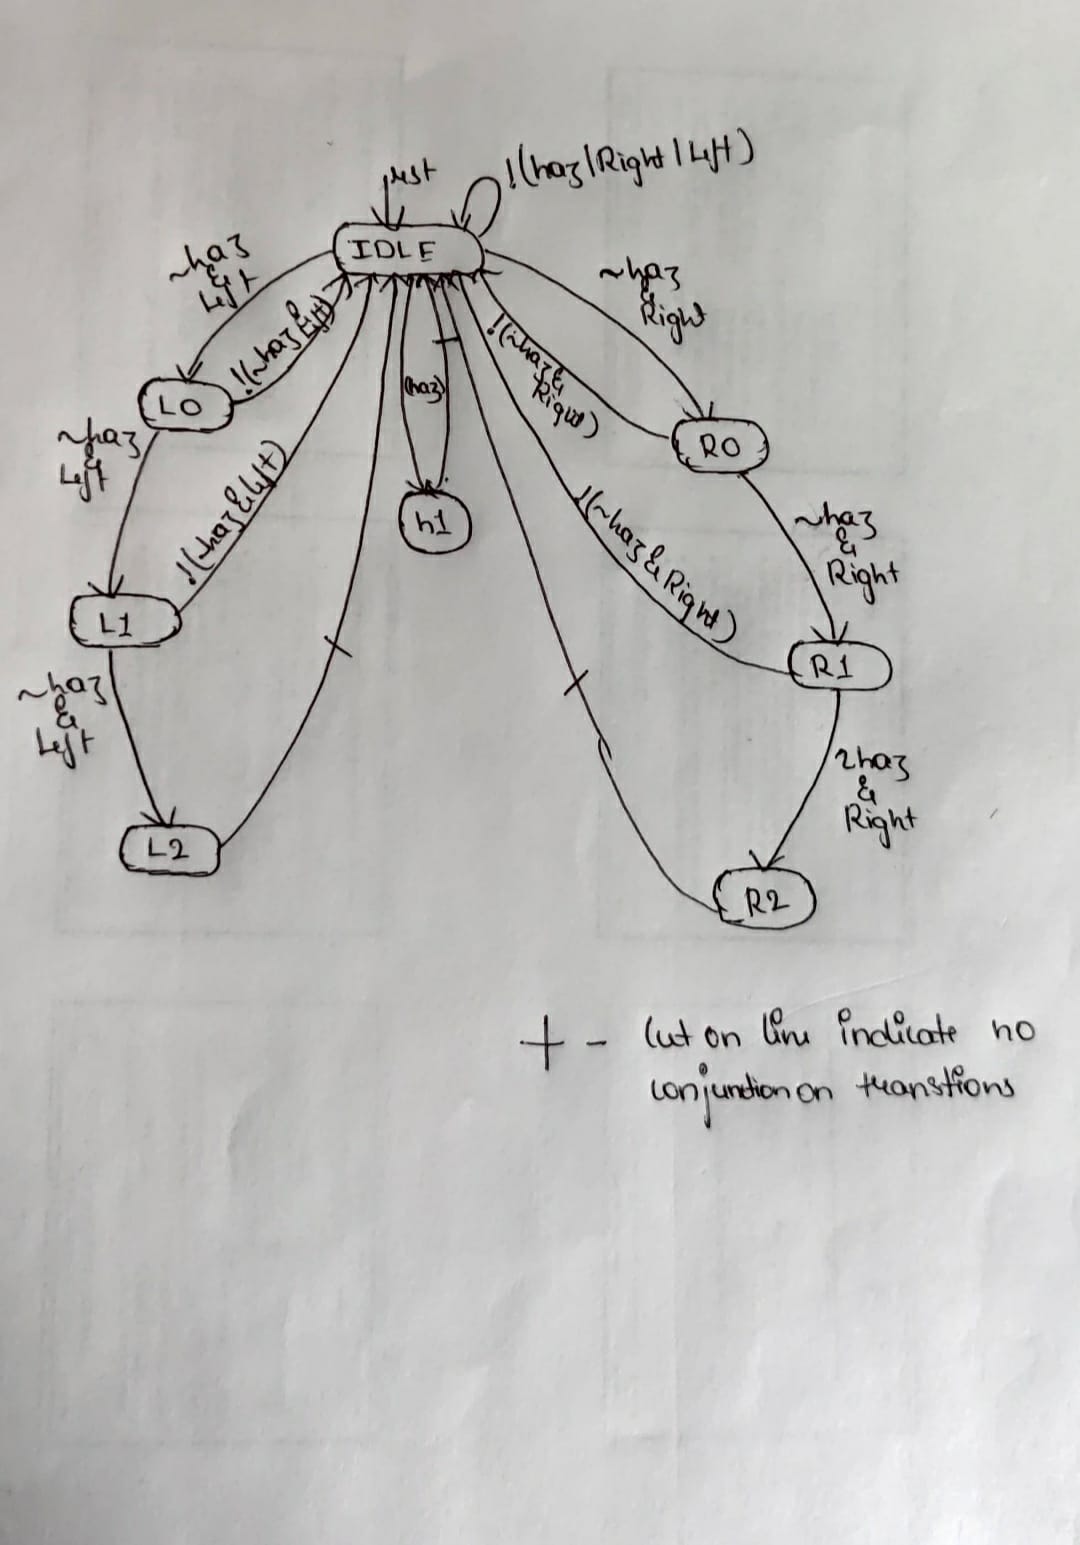 rst
!(haz|Right|Left)
IDLE
~haz
&
Left
~haz
&
Right
!(~haz&
Left)
!(~haz&
Right)
(haz)
L0
R0
~haz
&
Left
!(~haz&left)
h1
!(~haz&Right)
~haz
&
Right
L1
R1
~haz
&
Left
~haz
&
Right
L2
R2
+ - Cut on line indicate no
conjunction on transtions